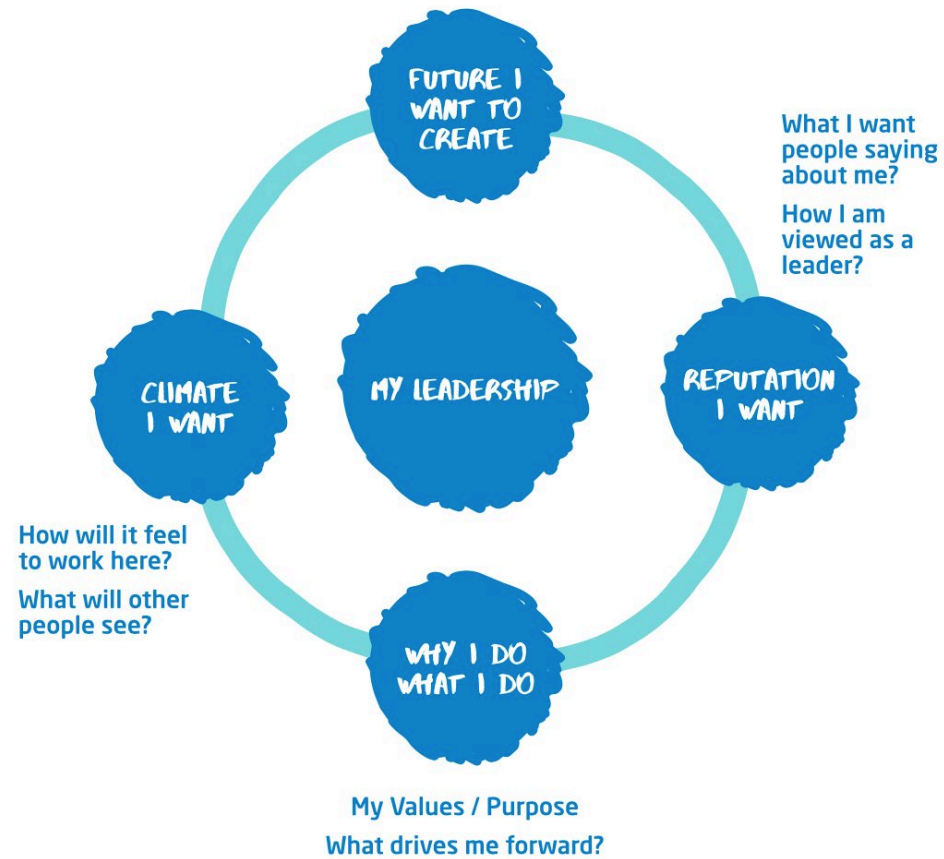 FUTURE I
WANT TO
CREATE
What I want
people saying
about me?
How I am
viewed as a
leader?
CLIMATE
I WANT
MY LEADERSHIP
REPUTATION
I WANT
How will it feel
to work here?
What will other
people see?
WHY I DO
WHAT I DO
My Values / Purpose
What drives me forward?